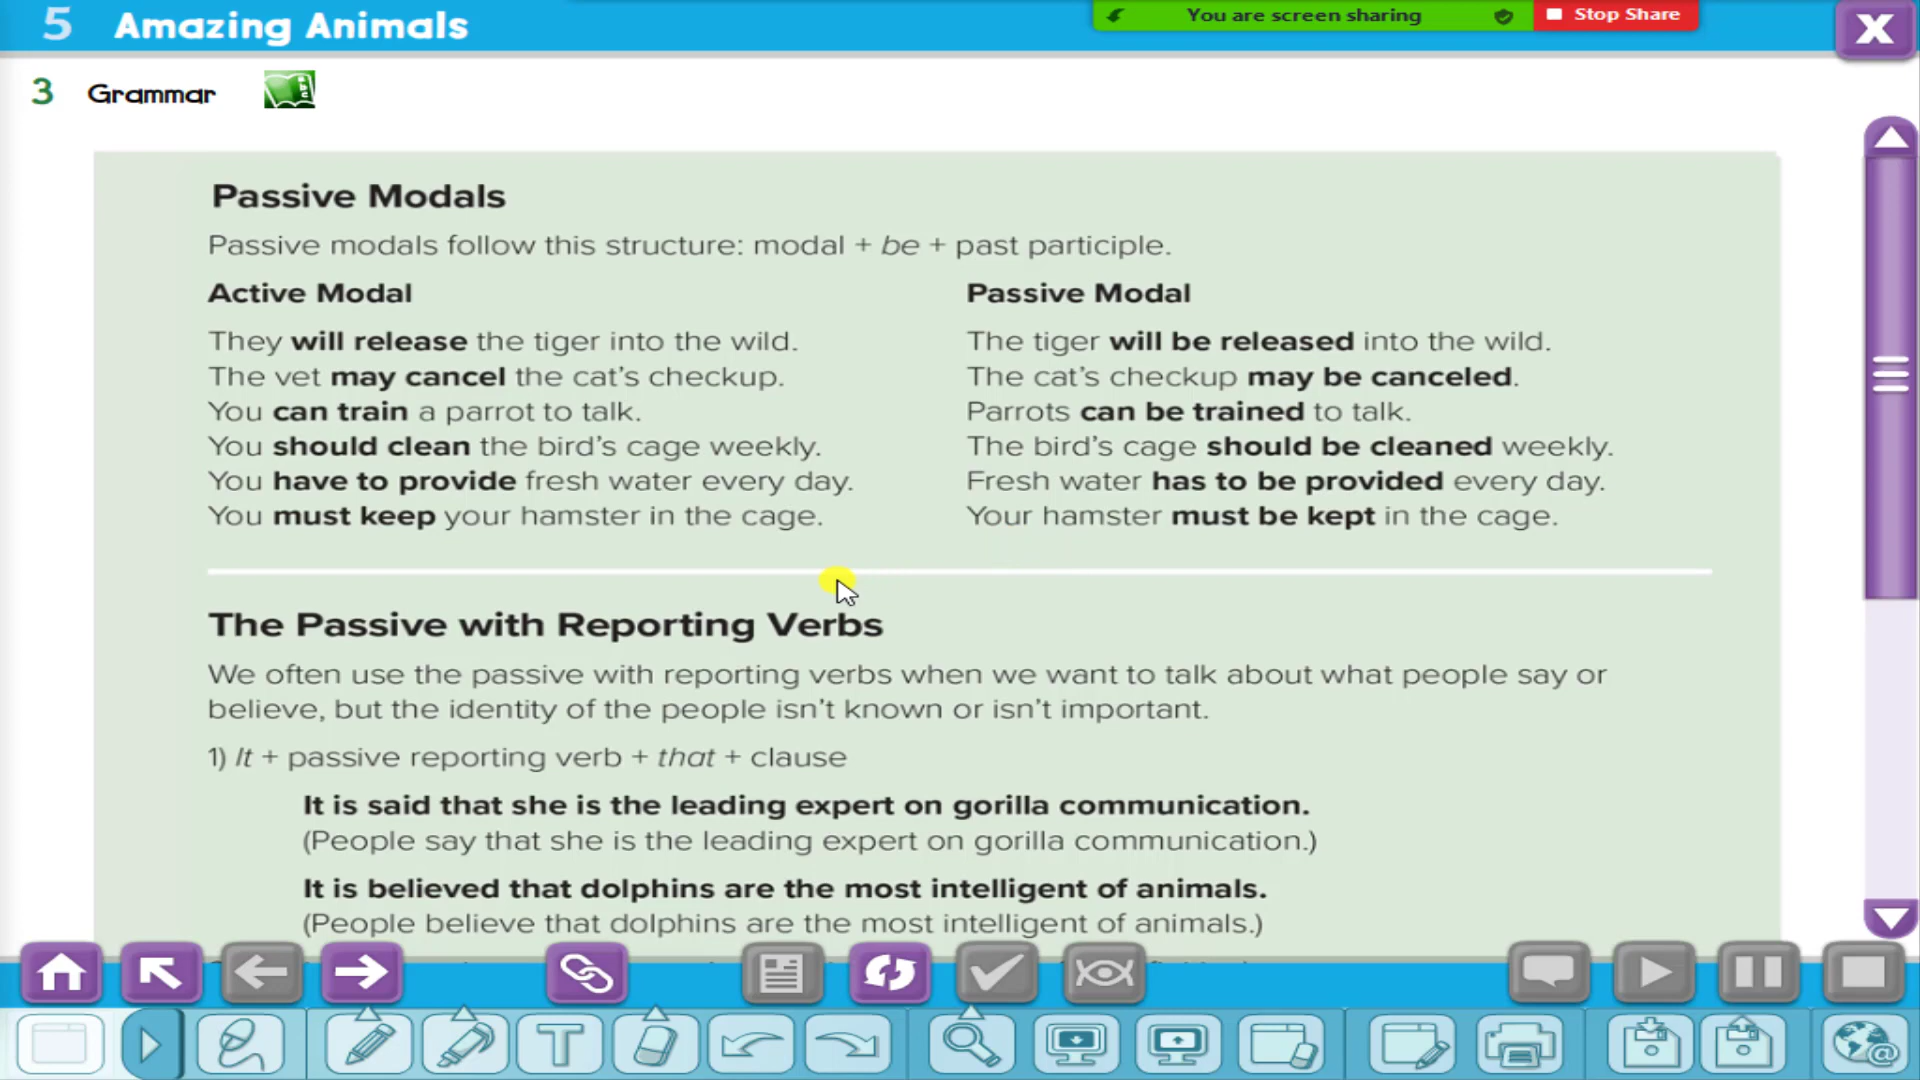 5 Amazing Animals
You are screen sharing
Stop Share
X
3 Grammar
Passive Modals
Passive modals follow this structure: modal + be + past participle.
Active Modal
They will release the tiger into the wild.
The vet may cancel the cat's checkup.
You can train a parrot to talk.
You should clean the bird's cage weekly.
You have to provide fresh water every day.
You must keep your hamster in the cage.
Passive Modal
The tiger will be released into the wild.
The cat's checkup may be canceled.
Parrots can be trained to talk.
The bird's cage should be cleaned weekly.
Fresh water has to be provided every day.
Your hamster must be kept in the cage.
The Passive with Reporting Verbs
We often use the passive with reporting verbs when we want to talk about what people say or
believe, but the identity of the people isn't known or isn't important.
1) It + passive reporting verb + that + clause
It is said that she is the leading expert on gorilla communication.
(People say that she is the leading expert on gorilla communication.)
It is believed that dolphins are the most intelligent of animals.
(People believe that dolphins are the most intelligent of animals.)
T
@